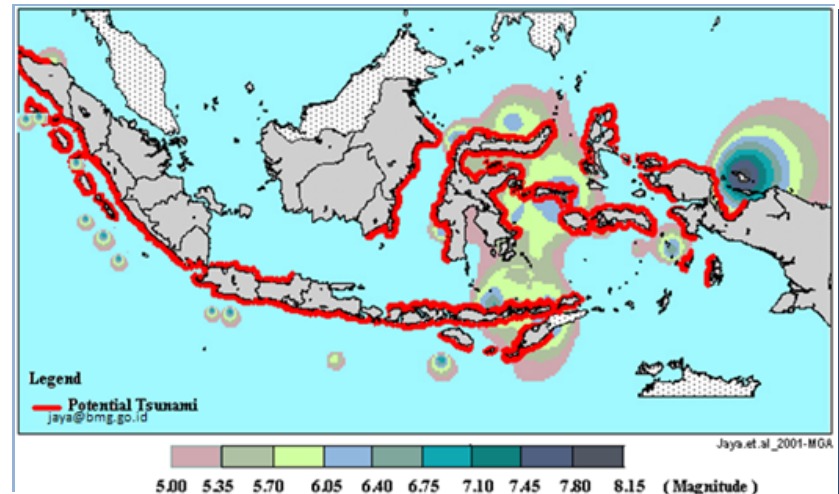 Legend
Potential Tsunami
jaya@bmg.go.id
Jaya.et.al_2001-MGA
5.00 5.35 5.70 6.05 6.40 6.75 7.10 7.45 7.80 8.15 ( Magnitude )